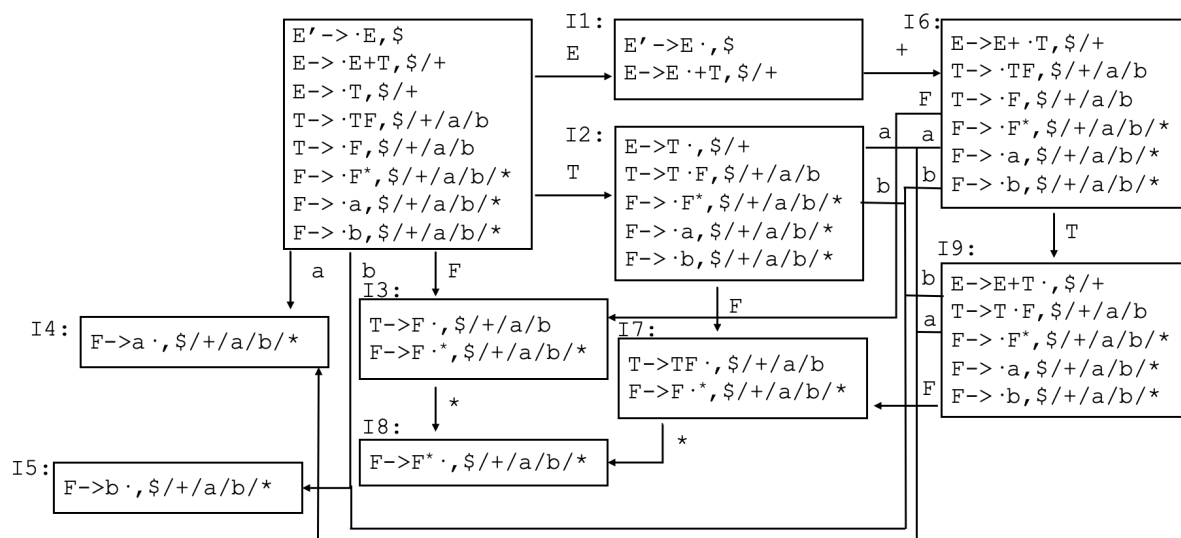 E'->·E,$
E->·E+T,$/+
E->·T,$/+
T->·TF,$/+/a/b
T->·F,$/+/a/b
F->·F*,$/+/a/b/*
F->·a,$/+/a/b/*
F->·b,$/+/a/b/*
E
T
a
b
F
I1:
E'->E·,$
E->E·+T,$/+
+
I6:
E->E+·T,$/+
T->·TF,$/+/a/b
T->·F,$/+/a/b
F->·F*,$/+/a/b/*
F->·a,$/+/a/b/*
F->·b,$/+/a/b/*
F
a
b
T
I2:
E->T·,$/+
T->T·F,$/+/a/b
F->·F*,$/+/a/b/*
F->·a,$/+/a/b/*
F->·b,$/+/a/b/*
a
b
F
I9:
E->E+T·,$/+
T->T·F,$/+/a/b
F->·F*,$/+/a/b/*
F->·a,$/+/a/b/*
F->·b,$/+/a/b/*
b
a
F
I3:
T->F·,$/+/a/b
F->F·*,$/+/a/b/*
*
I4:
F->a·,$/+/a/b/*
I7:
T->TF·,$/+/a/b
F->F·*,$/+/a/b/*
*
I8:
F->F*·,$/+/a/b/*
I5:
F->b·,$/+/a/b/*